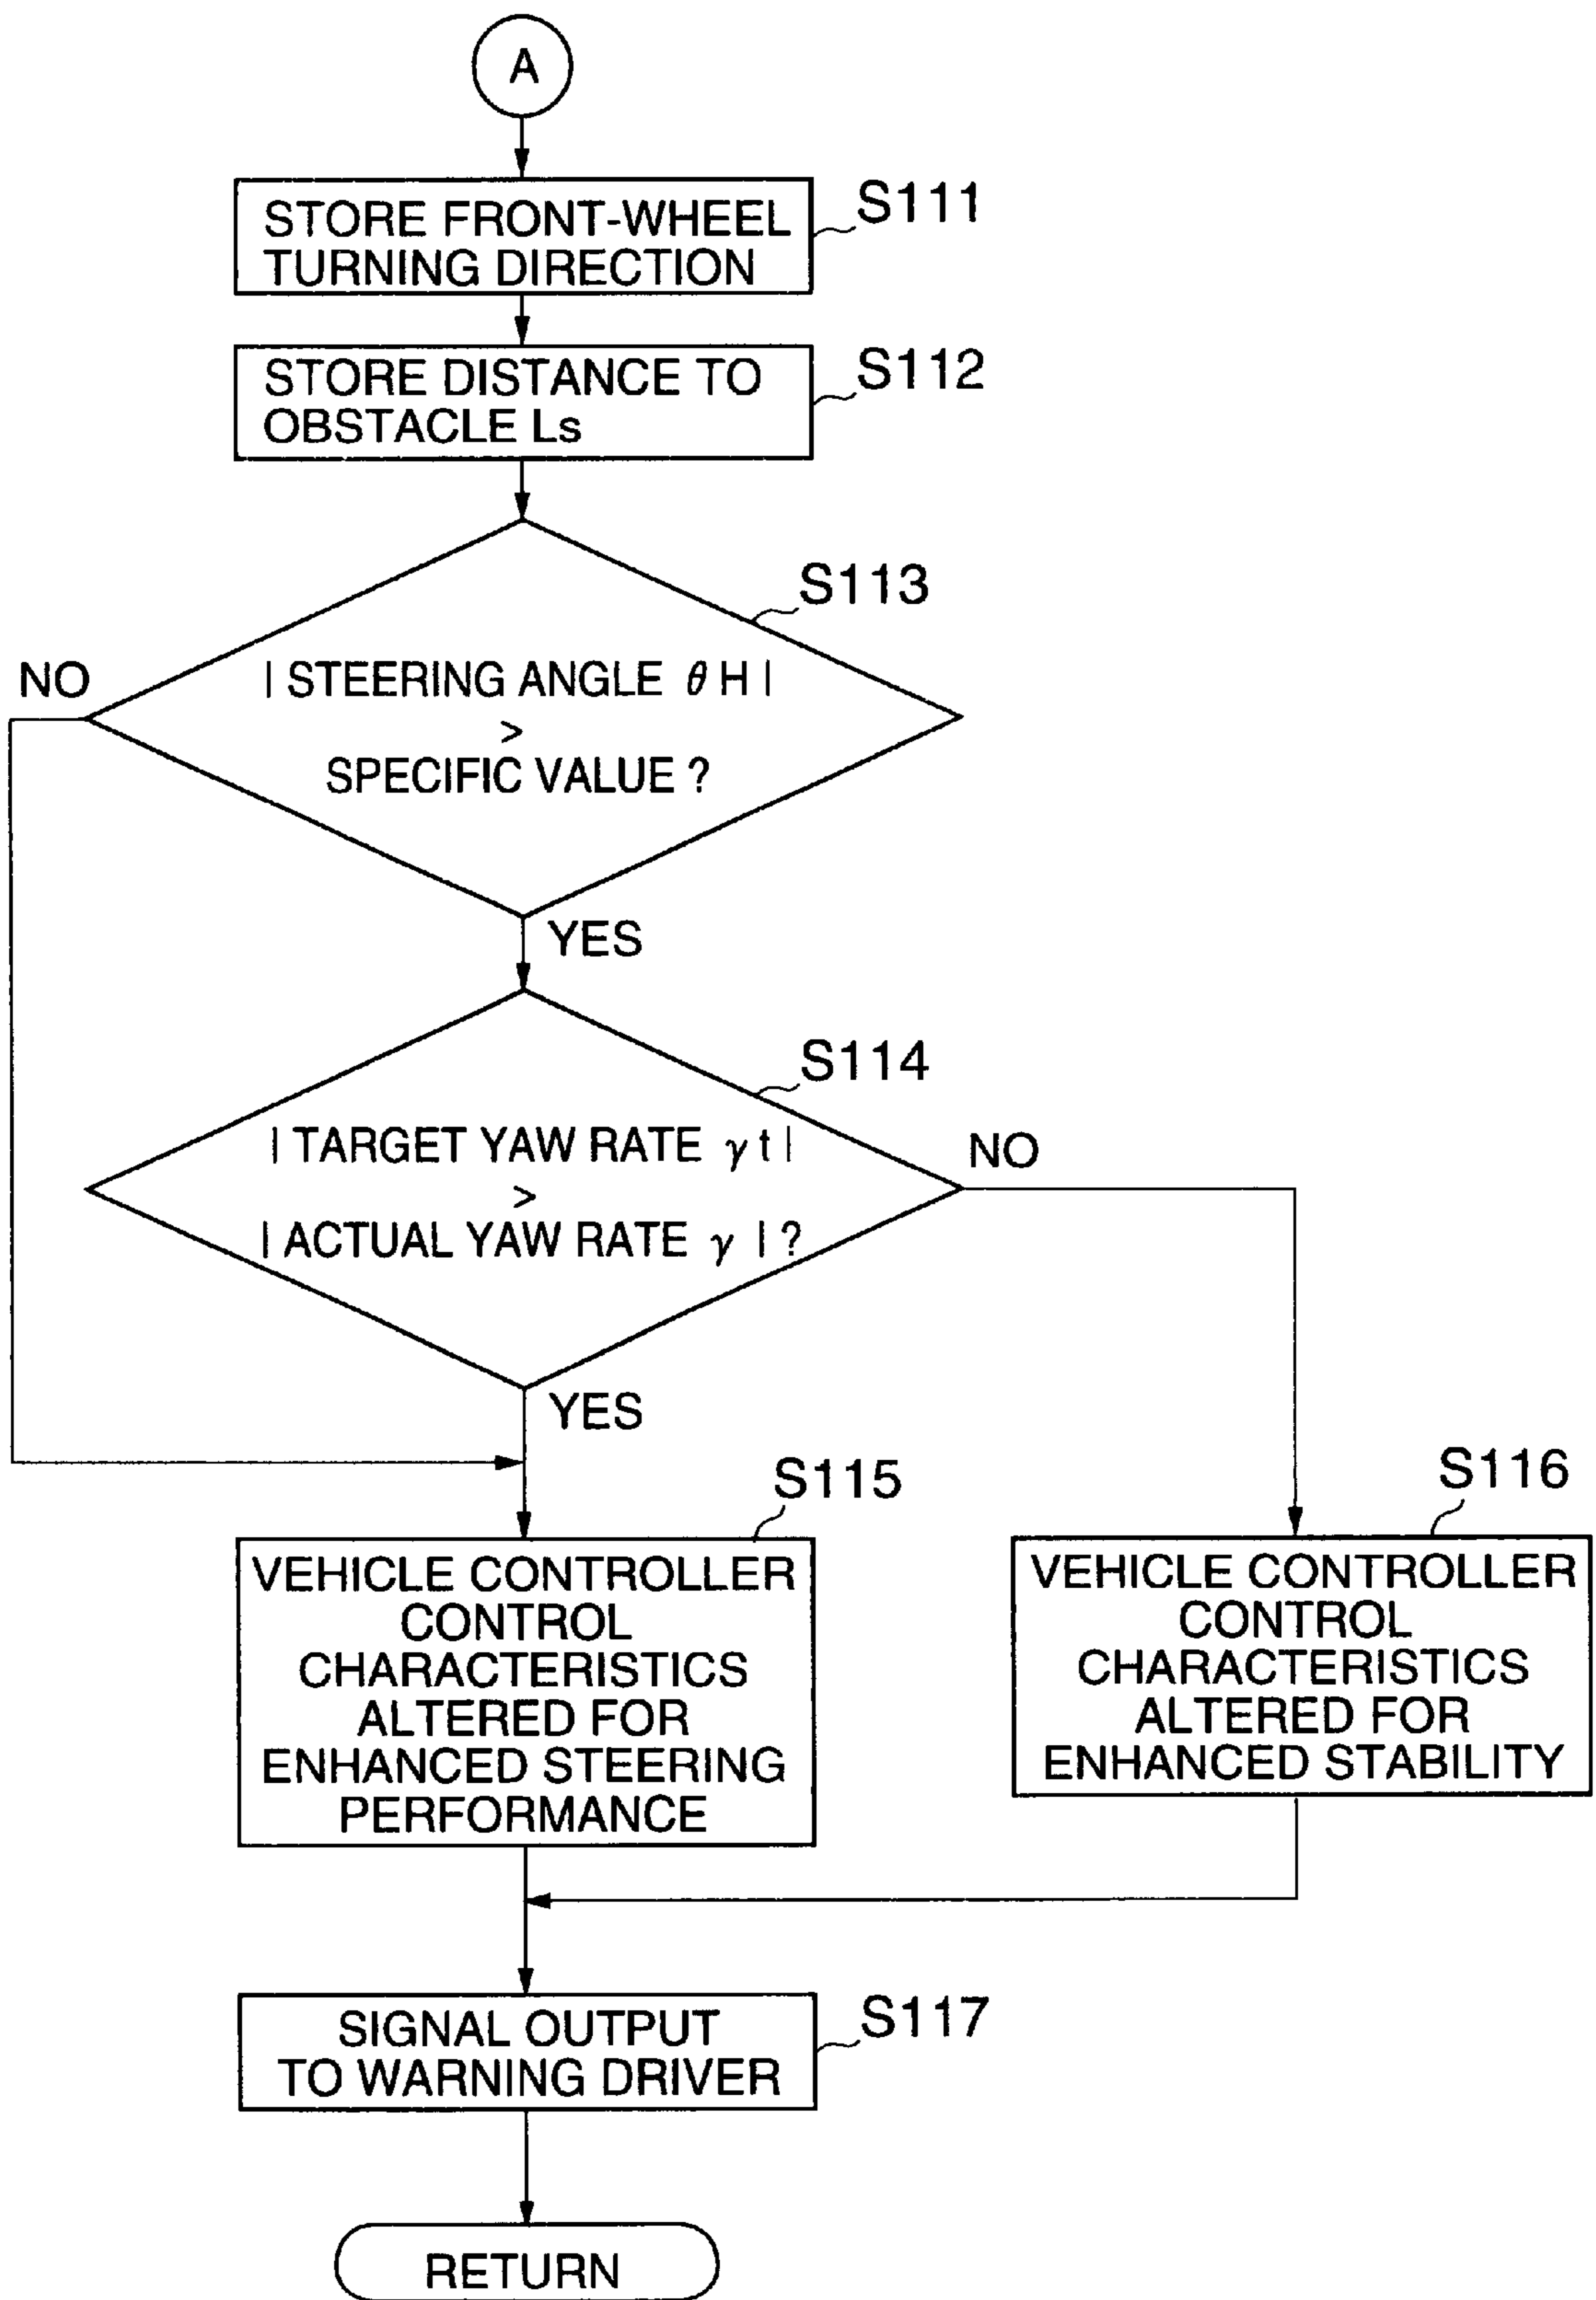 A
S111
STORE FRONT-WHEEL
TURNING DIRECTION
S112
STORE DISTANCE TO
OBSTACLE Ls
S113
NO
| STEERING ANGLE θ H |
>
SPECIFIC VALUE ?
YES
S114
| TARGET YAW RATE γ t |
>
| ACTUAL YAW RATE γ | ?
NO
YES
S115
VEHICLE CONTROLLER
CONTROL
CHARACTERISTICS
ALTERED FOR
ENHANCED STEERING
PERFORMANCE
S116
VEHICLE CONTROLLER
CONTROL
CHARACTERISTICS
ALTERED FOR
ENHANCED STABILITY
S117
SIGNAL OUTPUT
TO WARNING DRIVER
RETURN